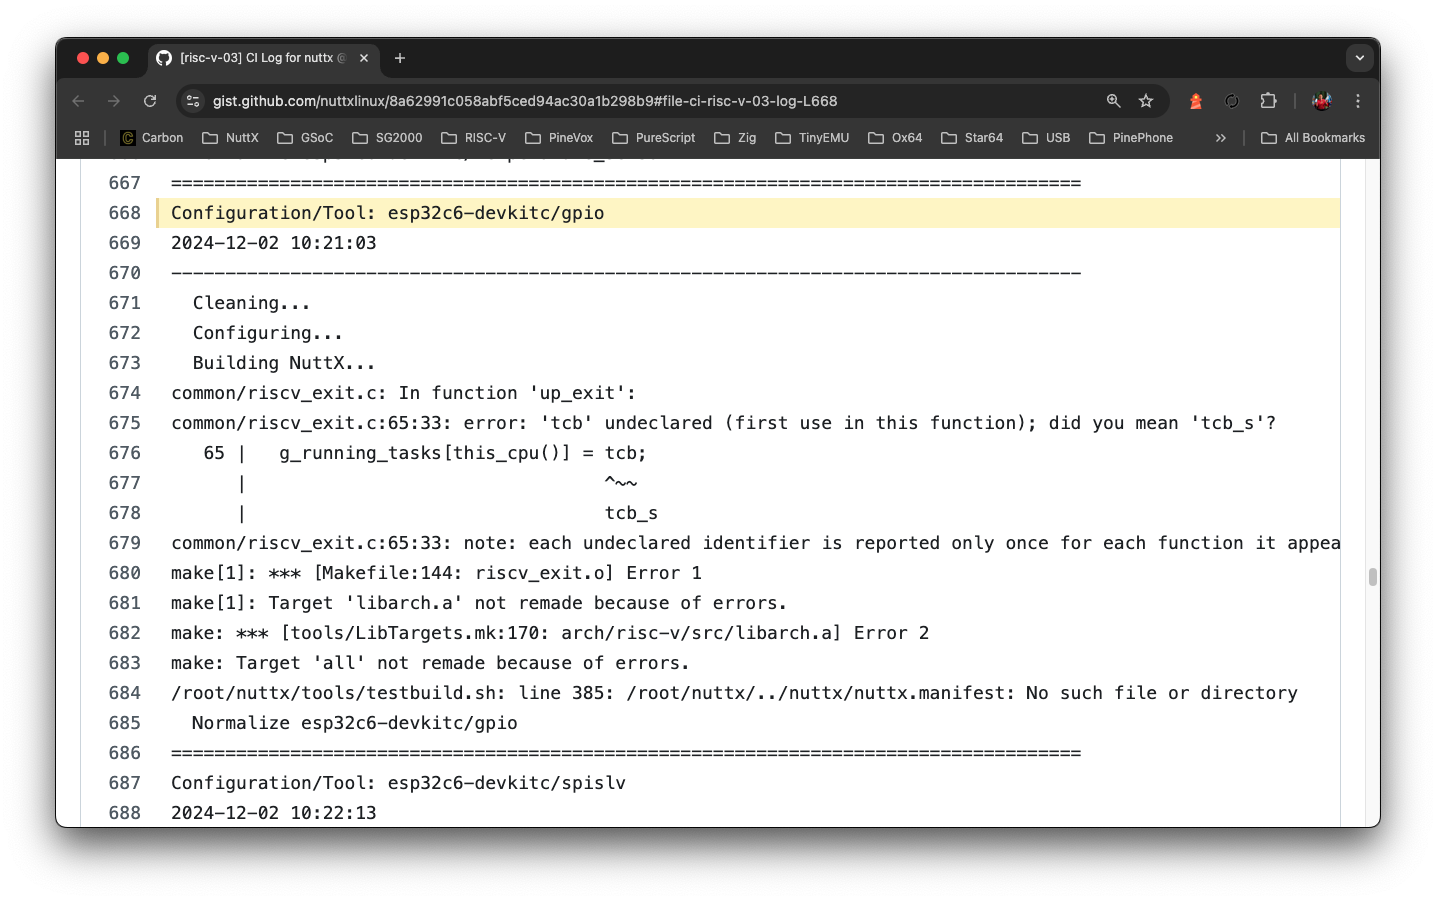 [risc-v-03] CI Log for nuttx @
gist.github.com/nuttxlinux/8a62991c058abf5ced94ac30a1b298b9#file-ci-risc-v-03-log-L668
Carbon NuttX GSoC SG2000 RISC-V PineVox PureScript Zig TinyEMU Ox64 Star64 USB PinePhone » All Bookmarks
667 ====================================================================================
668 Configuration/Tool: esp32c6-devkitc/gpio
669 2024-12-02 10:21:03
670 ------------------------------------------------------------------------------------
671 Cleaning...
672 Configuring...
673 Building NuttX...
674 common/riscv_exit.c: In function 'up_exit':
675 common/riscv_exit.c:65:33: error: 'tcb' undeclared (first use in this function); did you mean 'tcb_s'?
676 65 | g_running_tasks[this_cpu()] = tcb;
677 | ^~~
678 | tcb_s
679 common/riscv_exit.c:65:33: note: each undeclared identifier is reported only once for each function it appea
680 make[1]: *** [Makefile:144: riscv_exit.o] Error 1
681 make[1]: Target 'libarch.a' not remade because of errors.
682 make: *** [tools/LibTargets.mk:170: arch/risc-v/src/libarch.a] Error 2
683 make: Target 'all' not remade because of errors.
684 /root/nuttx/tools/testbuild.sh: line 385: /root/nuttx/../nuttx/nuttx.manifest: No such file or directory
685 Normalize esp32c6-devkitc/gpio
686 ====================================================================================
687 Configuration/Tool: esp32c6-devkitc/spislv
688 2024-12-02 10:22:13